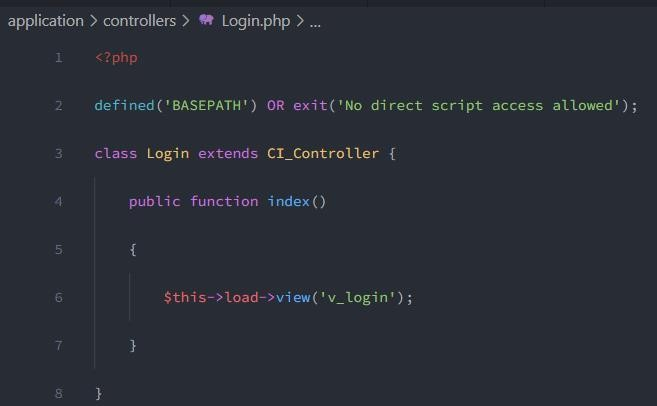 application > controllers > Login.php > ...
1 <?php
2 defined('BASEPATH') OR exit('No direct script access allowed');
3 class Login extends CI_Controller {
4 public function index()
5 {
6 $this->load->view('v_login');
7 }
8 }